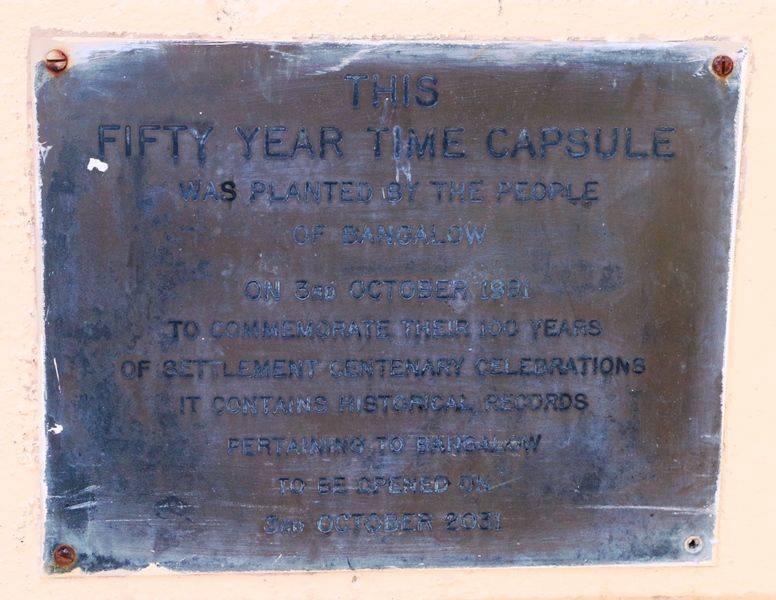 THIS
FIFTY YEAR TIME CAPSULE
WAS PLANTED BY THE PEOPLE
OF BANGALOW
ON 3RD OCTOBER 1981
TO COMMEMORATE THEIR 100 YEARS
OF SETTLEMENT CENTENARY CELEBRATIONS
IT CONTAINS HISTORICAL RECORDS
PERTAINING TO BANGALOW
TO BE OPENED ON
3RD OCTOBER 2031